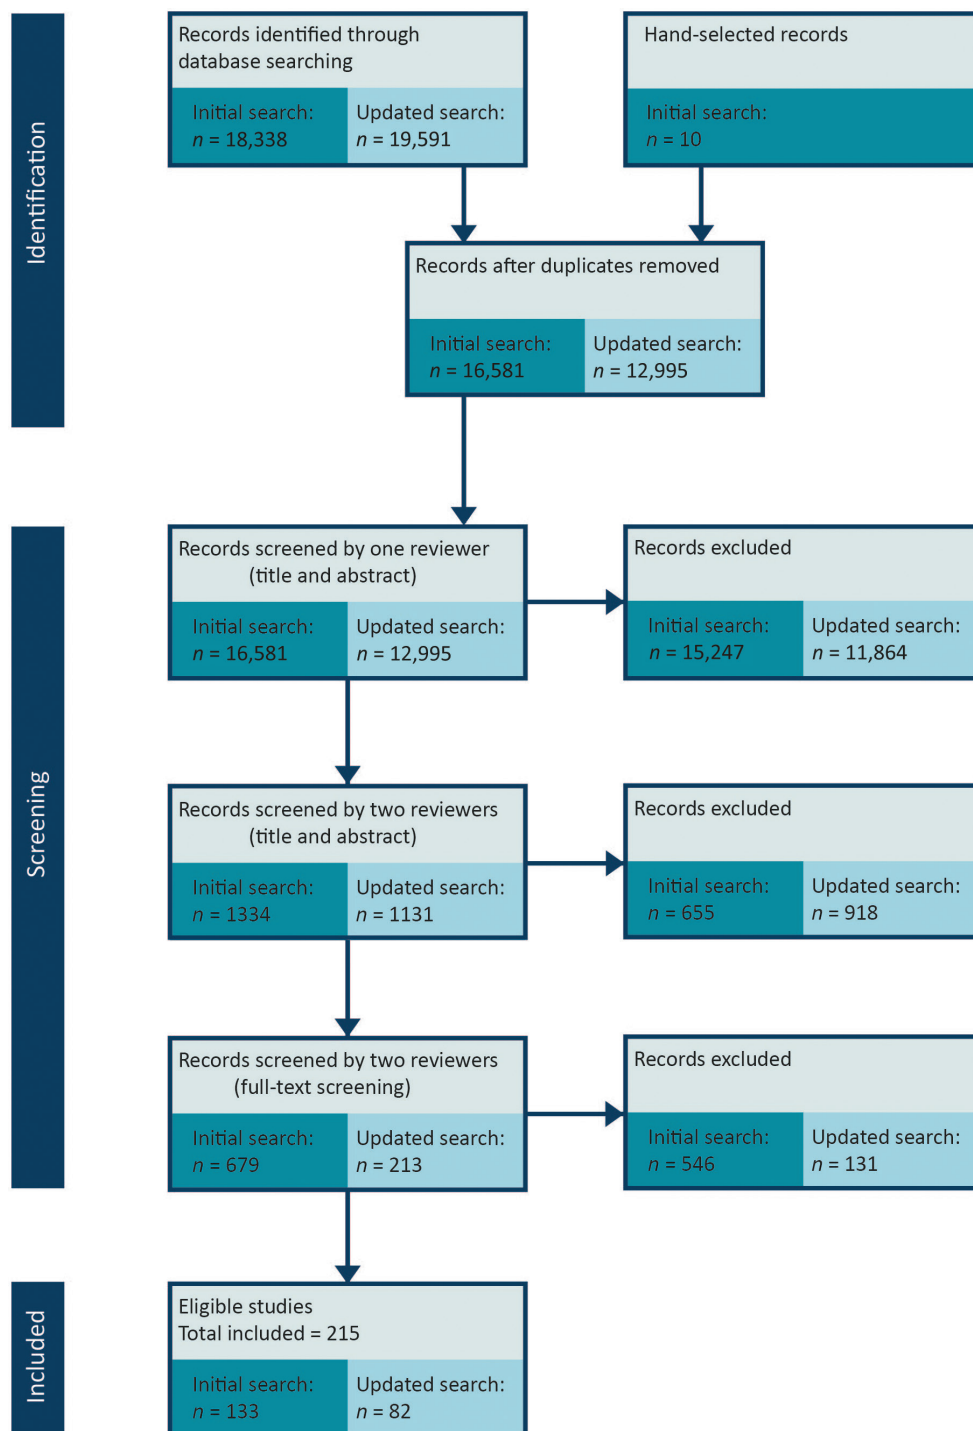 Identification
Records identified through
database searching
Initial search:
n = 18,338
Updated search:
n = 19,591
Hand-selected records
Initial search:
n = 10
Records after duplicates removed
Initial search:
n = 16,581
Updated search:
n = 12,995
Screening
Records screened by one reviewer
(title and abstract)
Initial search:
n = 16,581
Updated search:
n = 12,995
Records excluded
Initial search:
n = 15,247
Updated search:
n = 11,864
Records screened by two reviewers
(title and abstract)
Initial search:
n = 1334
Updated search:
n = 1131
Records excluded
Initial search:
n = 655
Updated search:
n = 918
Records screened by two reviewers
(full-text screening)
Initial search:
n = 679
Updated search:
n = 213
Records excluded
Initial search:
n = 546
Updated search:
n = 131
Included
Eligible studies
Total included = 215
Initial search:
n = 133
Updated search:
n = 82